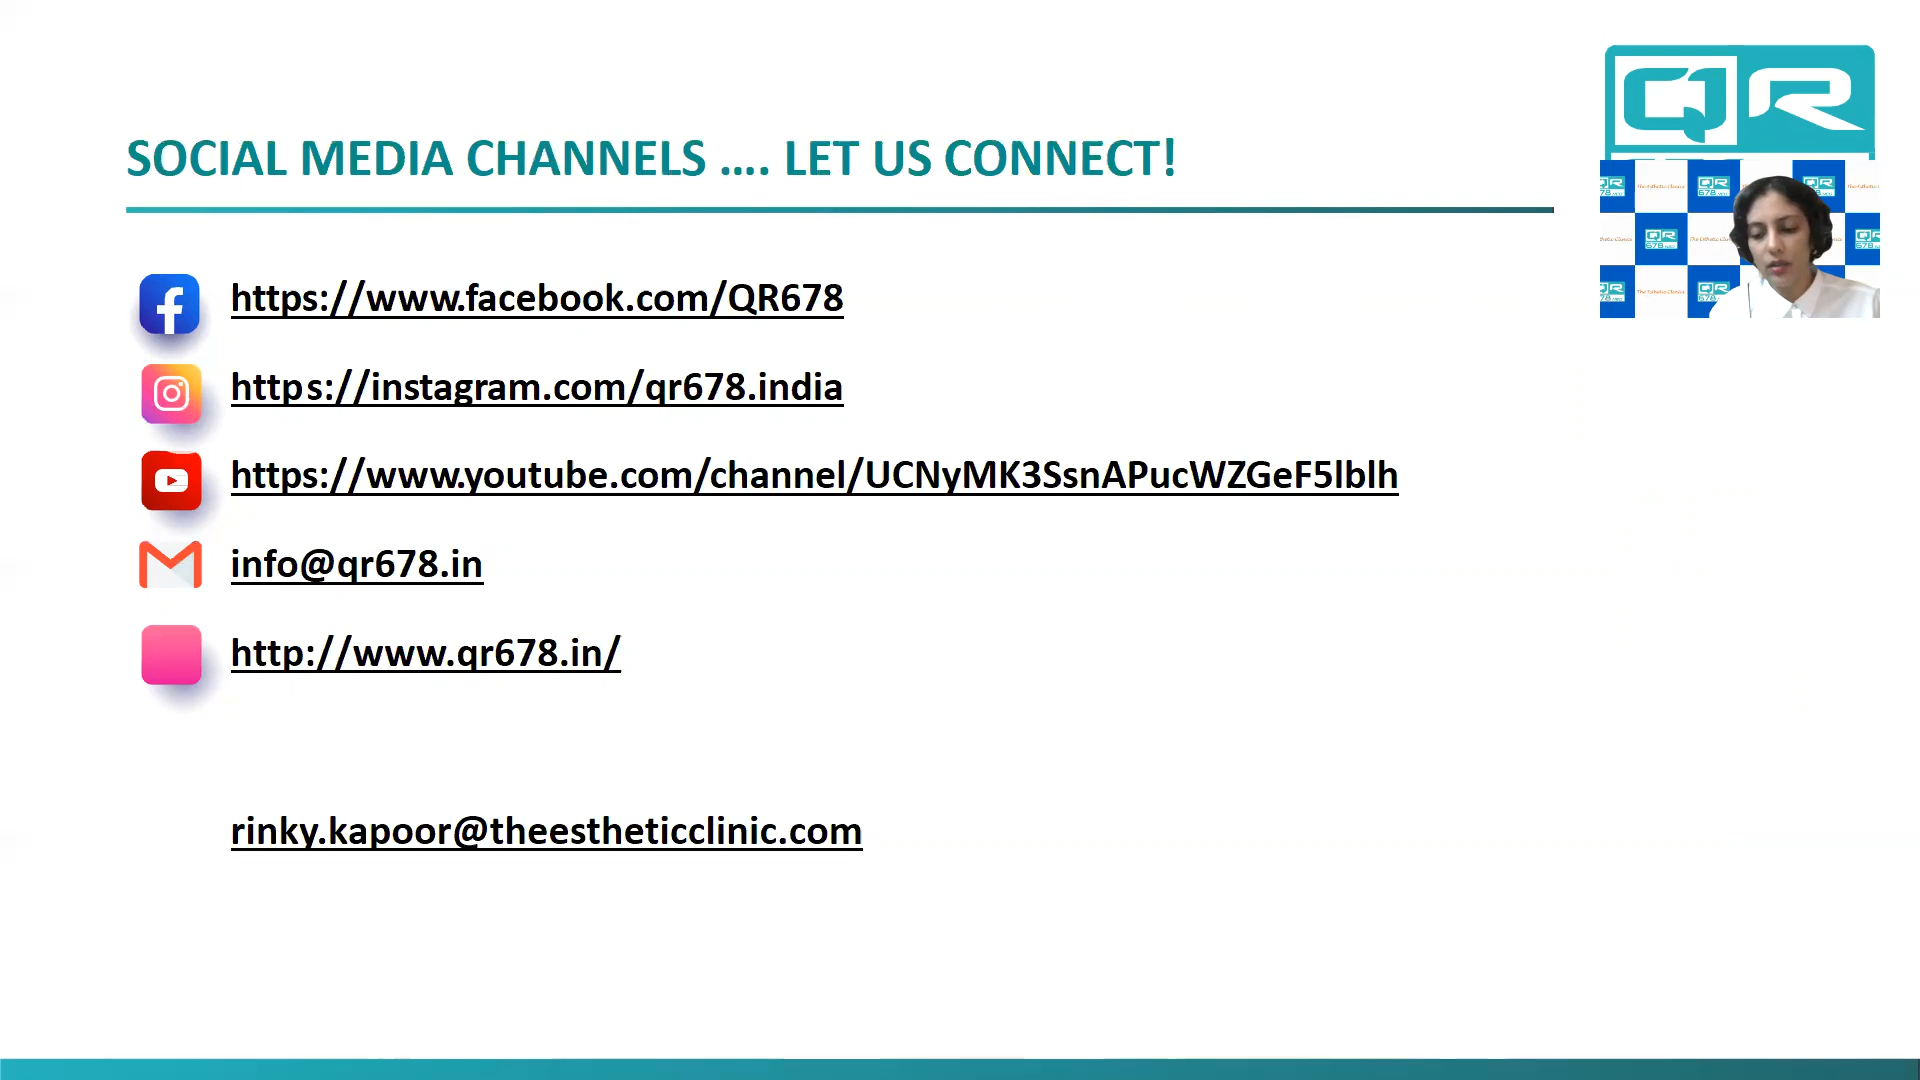 SOCIAL MEDIA CHANNELS .... LET US CONNECT!
QR
https://www.facebook.com/QR678
https://instagram.com/qr678.india
https://www.youtube.com/channel/UCNyMK3SsnAPucWZGeF5lblh
info@qr678.in
http://www.qr678.in/
rinky.kapoor@theestheticclinic.com